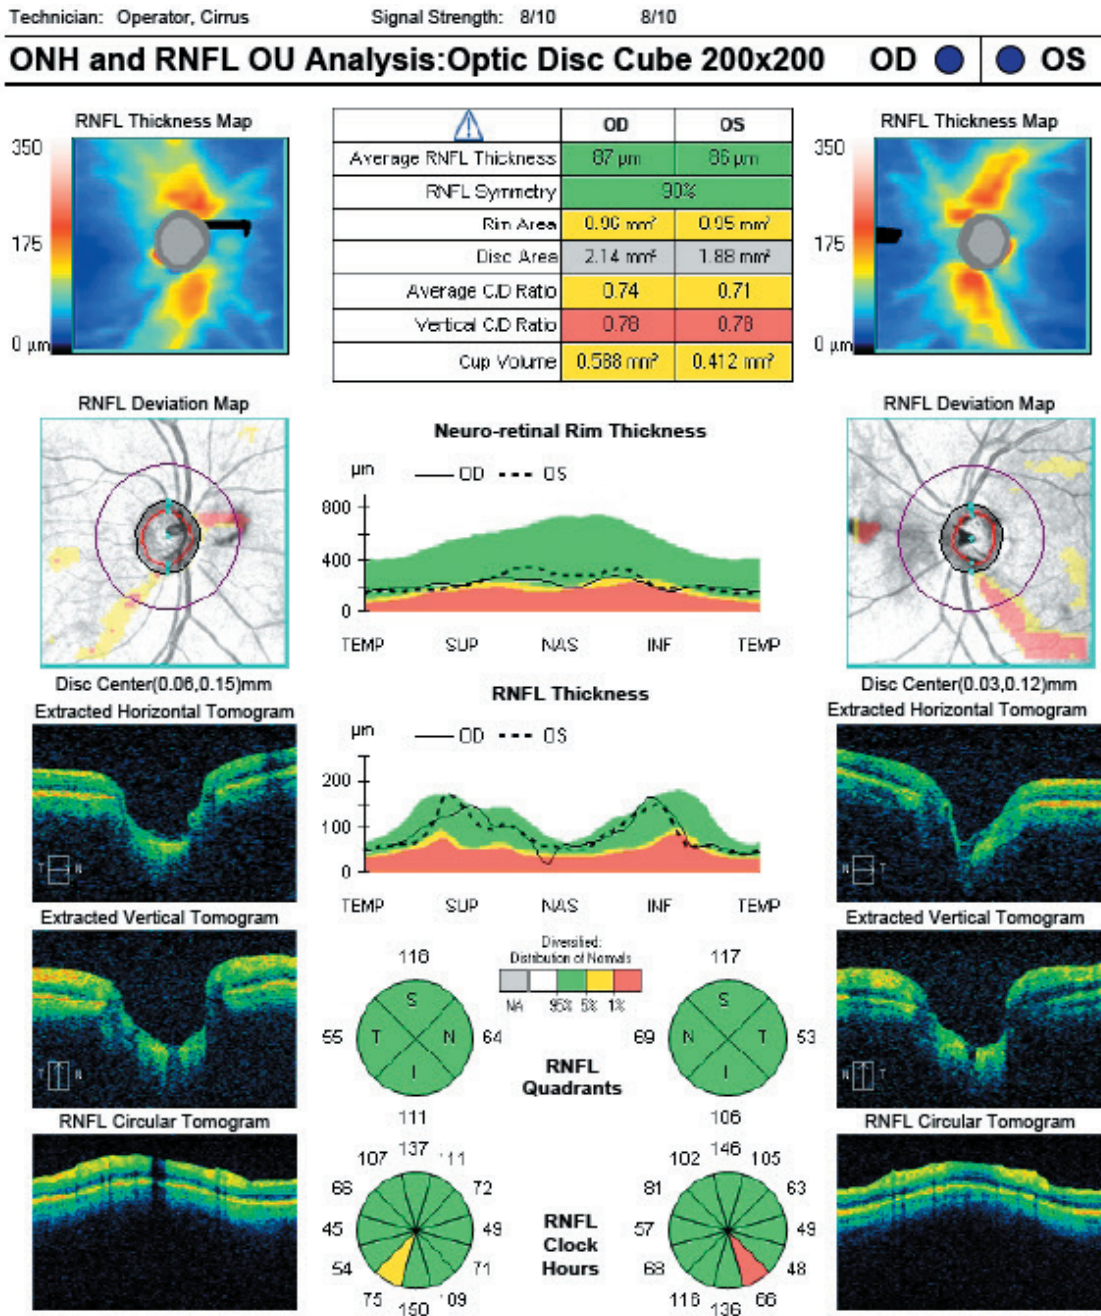 Technician: Operator, Cirrus Signal Strength: 8/10 8/10
ONH and RNFL OU Analysis:Optic Disc Cube 200x200 OD OS
RNFL Thickness Map
350
175
0 µm
OD OS
Average RNFL Thickness 87 µm 86 µm
RNFL Symmetry 90%
Rim Area 0.96 mm² 0.95 mm²
Disc Area 2.14 mm² 1.88 mm²
Average C/D Ratio 0.74 0.71
Vertical C/D Ratio 0.78 0.78
Cup Volume 0.588 mm³ 0.412 mm³
RNFL Thickness Map
350
175
0 µm
RNFL Deviation Map
Disc Center(0.06,0.15)mm
Neuro-retinal Rim Thickness
µm OD OS
800
400
0
TEMP SUP NAS INF TEMP
RNFL Deviation Map
Disc Center(0.03,0.12)mm
Extracted Horizontal Tomogram
T N
RNFL Thickness
µm OD OS
200
100
0
TEMP SUP NAS INF TEMP
Extracted Horizontal Tomogram
T N
Extracted Vertical Tomogram
T N
Diversified:
Distribution of Normals
NA 95% 5% 1%
118
S
55 T N 64
I
111
RNFL
Quadrants
117
S
69 N T 53
I
106
Extracted Vertical Tomogram
T N
RNFL Circular Tomogram
137
107 111
66 72
45 49
54 71
75 109
150
RNFL
Clock
Hours
146
102 105
81 63
57 49
68 48
116 66
136
RNFL Circular Tomogram